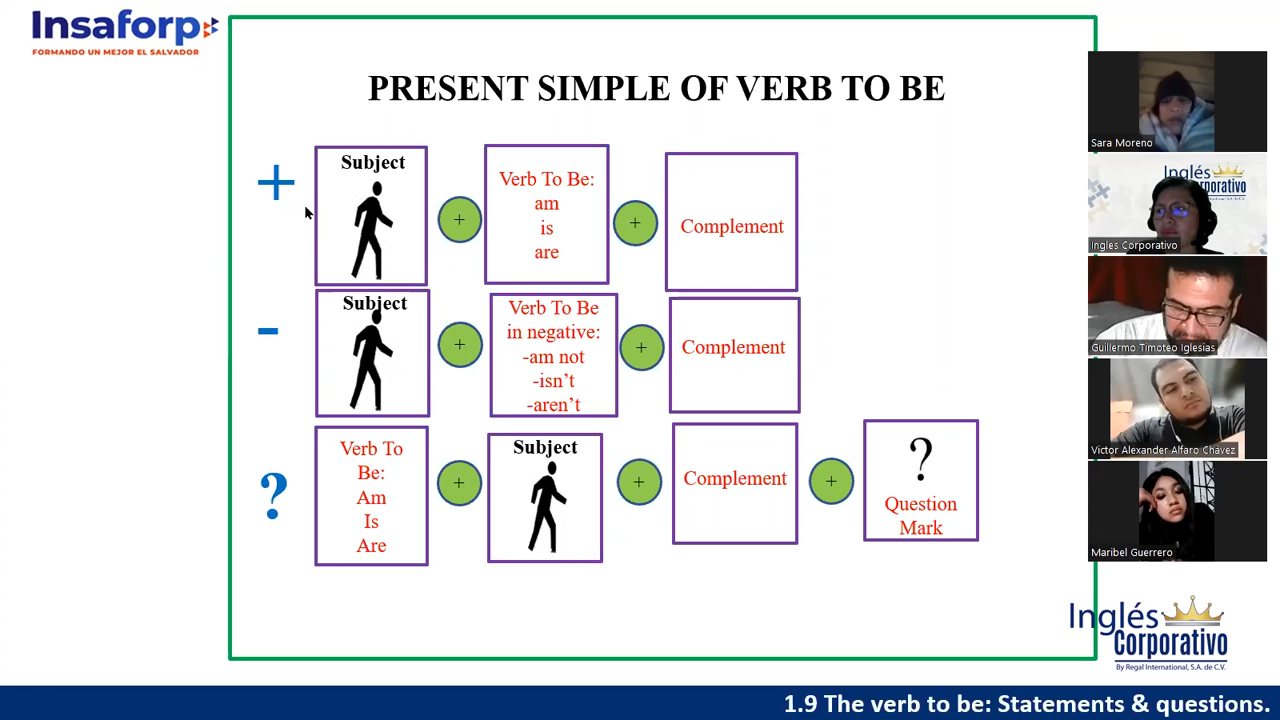 Insaforp
FORMANDO UN MEJOR EL SALVADOR
PRESENT SIMPLE OF VERB TO BE
+
Subject
+
Verb To Be:
am
is
are
+
Complement
-
Subject
+
Verb To Be
in negative:
-am not
-isn't
-aren't
+
Complement
?
Verb To
Be:
Am
Is
Are
+
Subject
+
Complement
+
?
Question
Mark
Sara Moreno
Inglés
Corporativo
Ingles Corporativo
Guillermo Timoteo Iglesias
Victor Alexander Alfaro Chávez
Maribel Guerrero
Inglés
Corporativo
By Regal International, S.A. de C.V.
1.9 The verb to be: Statements & questions.